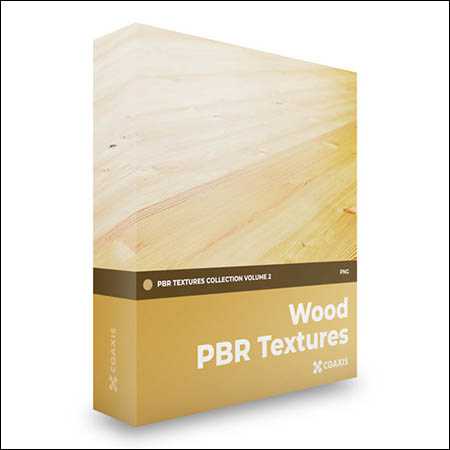 PBR TEXTURES COLLECTION VOLUME 2
PNG
Wood
PBR Textures
CGAXIS
CGAXIS